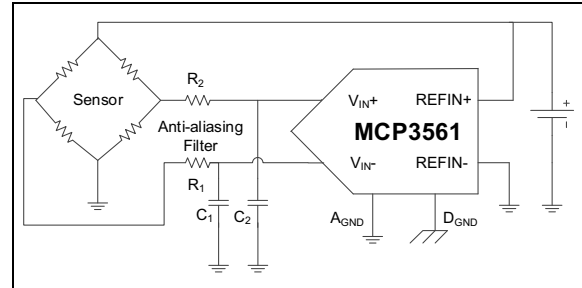 R2
Sensor
VIN+ REFIN+
Anti-aliasing
Filter
MCP3561
VIN- REFIN-
R1
C1 C2
AGND DGND
+
-